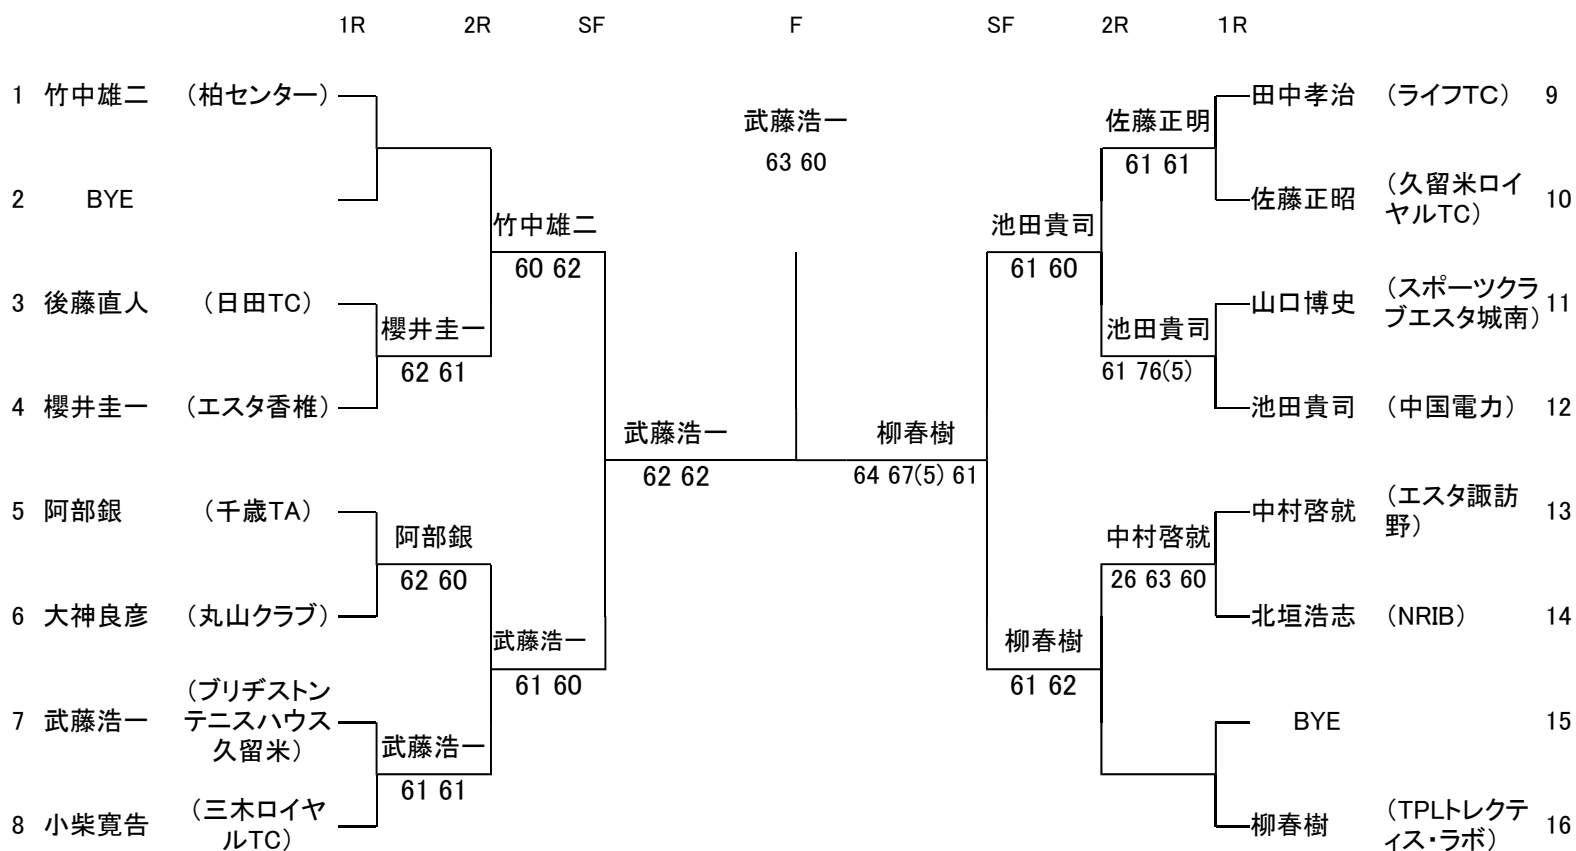 1R 2R SF F SF 2R 1R
1 竹中雄二 （柏センター） 田中孝治 （ライフTC） 9
武藤浩一 佐藤正明
63 60 61 61
2 BYE 佐藤正昭 （久留米ロイ
ヤルTC） 10
竹中雄二 池田貴司
60 62 61 60
3 後藤直人 （日田TC） 山口博史 （スポーツクラ
ブエスタ城南） 11
櫻井圭一 池田貴司
62 61 61 76(5)
4 櫻井圭一 （エスタ香椎） 池田貴司 （中国電力） 12
武藤浩一 柳春樹
62 62 64 67(5) 61
5 阿部銀 （千歳TA） 中村啓就 （エスタ諏訪
野） 13
阿部銀 中村啓就
62 60 26 63 60
6 大神良彦 （丸山クラブ） 北垣浩志 （NRIB） 14
武藤浩一 柳春樹
61 60 61 62
7 武藤浩一 （ブリヂストン
テニスハウス
久留米） BYE 15
武藤浩一
61 61
8 小柴寛告 （三木ロイヤ
ルTC） 柳春樹 （TPLトレクテ
ィス・ラボ） 16